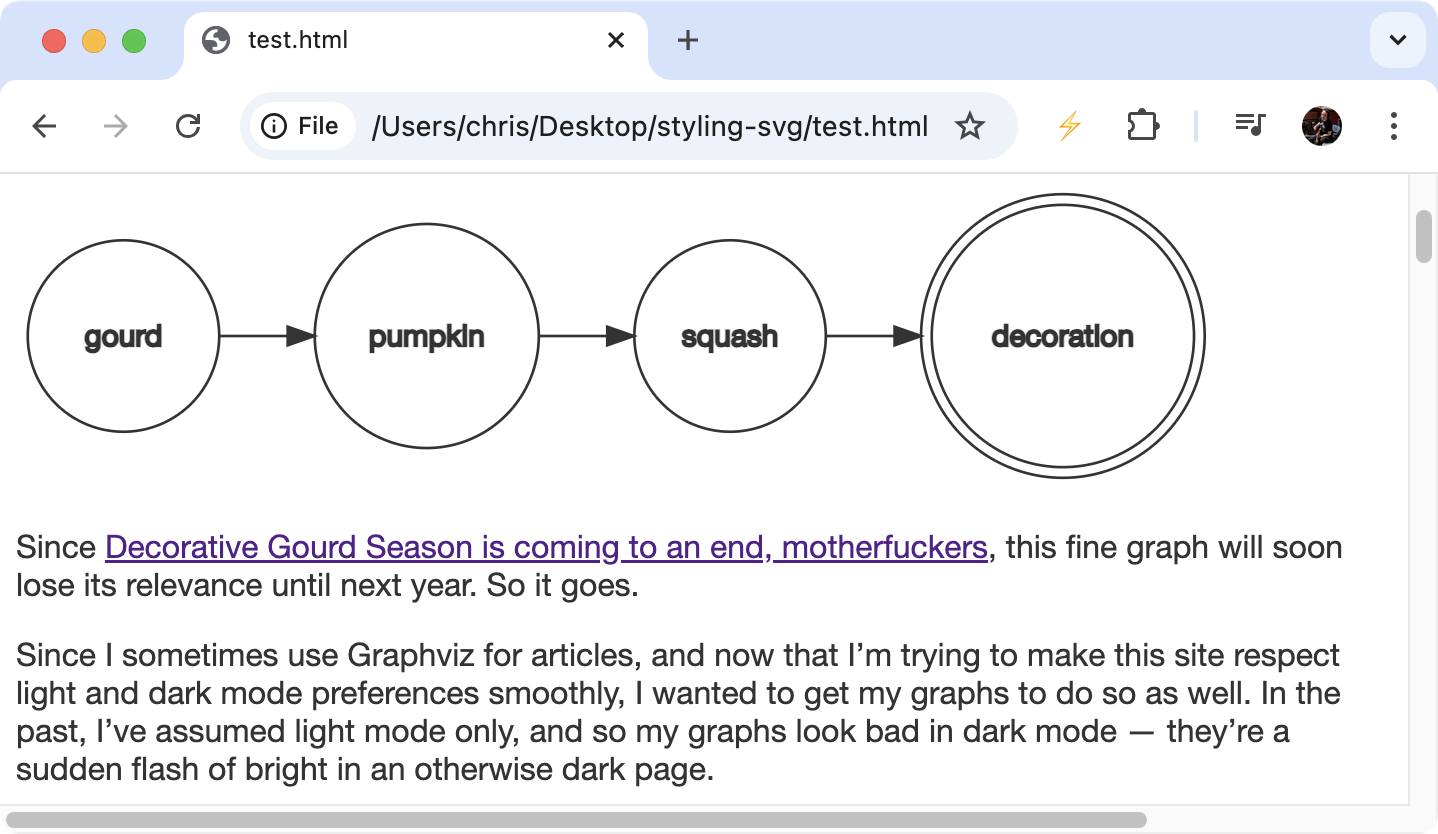 test.html
File /Users/chris/Desktop/styling-svg/test.html
gourd pumpkin squash decoration
Since Decorative Gourd Season is coming to an end, motherfuckers, this fine graph will soon
lose its relevance until next year. So it goes.
Since I sometimes use Graphviz for articles, and now that I’m trying to make this site respect
light and dark mode preferences smoothly, I wanted to get my graphs to do so as well. In the
past, I’ve assumed light mode only, and so my graphs look bad in dark mode — they’re a
sudden flash of bright in an otherwise dark page.